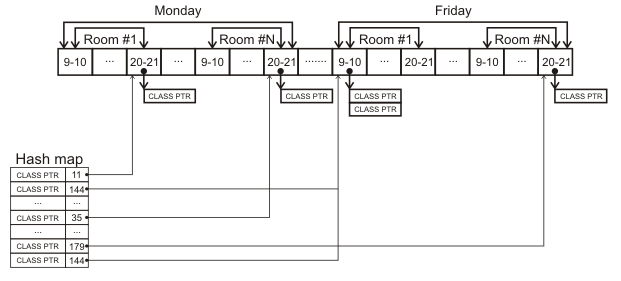 Monday Friday
Room #1 Room #N Room #1 Room #N
9-10 ... 20-21 ... 9-10 ... 20-21 ....... 9-10 ... 20-21 ... 9-10 ... 20-21
CLASS PTR CLASS PTR CLASS PTR CLASS PTR
CLASS PTR
Hash map
CLASS PTR 11
CLASS PTR 144
... ...
CLASS PTR 35
... ...
CLASS PTR 179
CLASS PTR 144